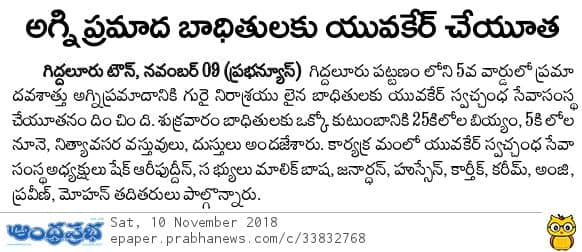 అగ్నిప్రమాద బాధితులకు యువకేర్ చేయూత
గిద్దలూరు టౌన్, నవంబర్ 09 (ప్రభన్యూస్) గిద్దలూరు పట్టణం లోని 5వ వార్డులో ప్రమా
దవశాత్తు అగ్నిప్రమాదానికి గురై నిరాశ్రయు లైన బాధితులకు యువకేర్ స్వచ్చంధ సేవాసంస్థ
చేయూతనం దిం చిం ది. శుక్రవారం బాధితులకు ఒక్కో కుటుంబానికి 25కిలోల బియ్యం, 5కి లోల
నూనె, నిత్యావసర వస్తువులు, దుస్తులు అందజేశారు. కార్యక్ర మంలో యువకేర్ స్వచ్చంధ సేవా
సంస్థ అధ్యక్షులు షేక్ ఆరీఫుద్దీన్, స భ్యులు మాలిక్ బాష, జనార్ధన్, హస్సేన్, కార్తీక్, కరీమ్, అంజి,
ప్రవీణ్, మోహన్ తదితరులు పాల్గొన్నారు.
ఆంధ్రప్రభ Sat, 10 November 2018
epaper.prabhanews.com/c/33832768